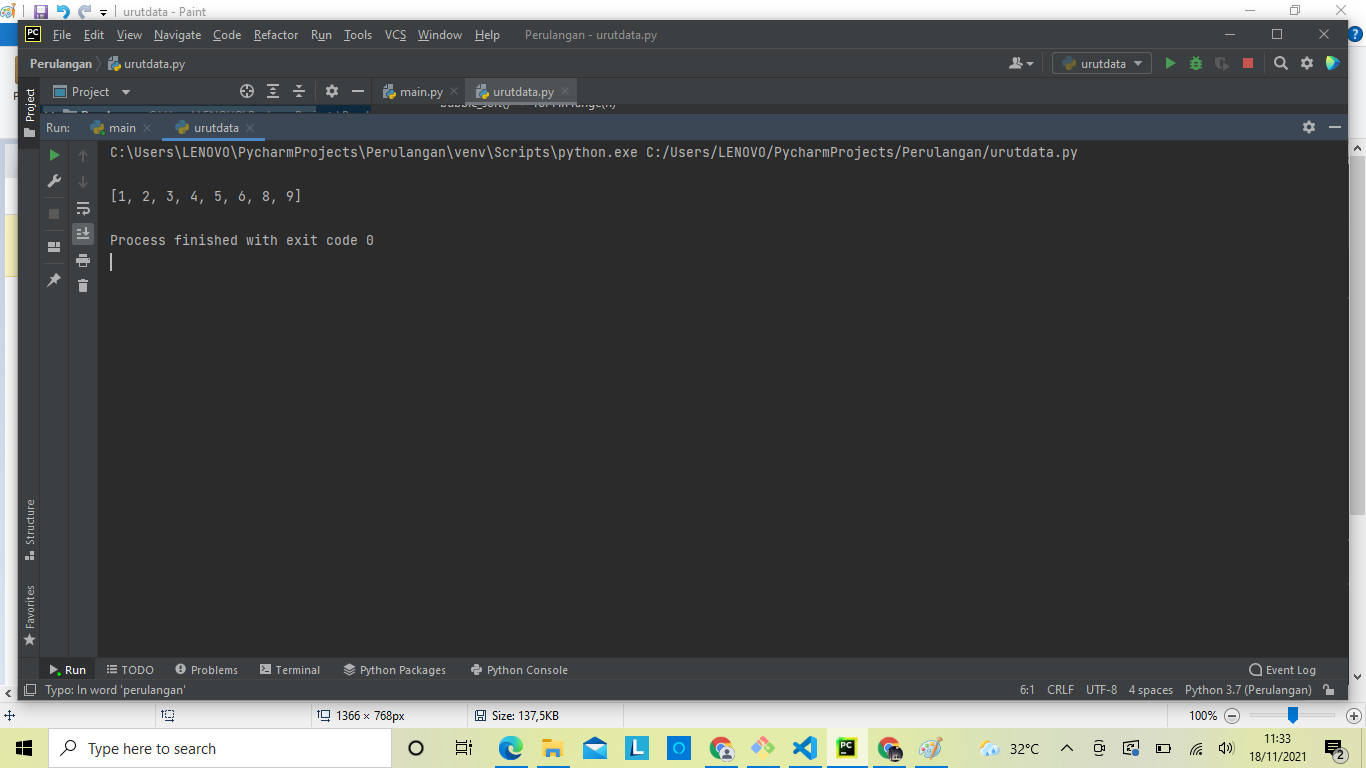 urutdata - Paint
File Edit View Navigate Code Refactor Run Tools VCS Window Help Perulangan - urutdata.py
Perulangan urutdata.py urutdata
Project main.py urutdata.py
Project
Run: main urutdata
C:\Users\LENOVO\PycharmProjects\Perulangan\venv\Scripts\python.exe C:/Users/LENOVO/PycharmProjects/Perulangan/urutdata.py
[1, 2, 3, 4, 5, 6, 8, 9]
Process finished with exit code 0
Structure
Favorites
Run TODO Problems Terminal Python Packages Python Console Event Log
Typo: In word 'perulangan' 6:1 CRLF UTF-8 4 spaces Python 3.7 (Perulangan)
1366 × 768px Size: 137,5KB 100%
Type here to search 32°C 11:33
18/11/2021 2